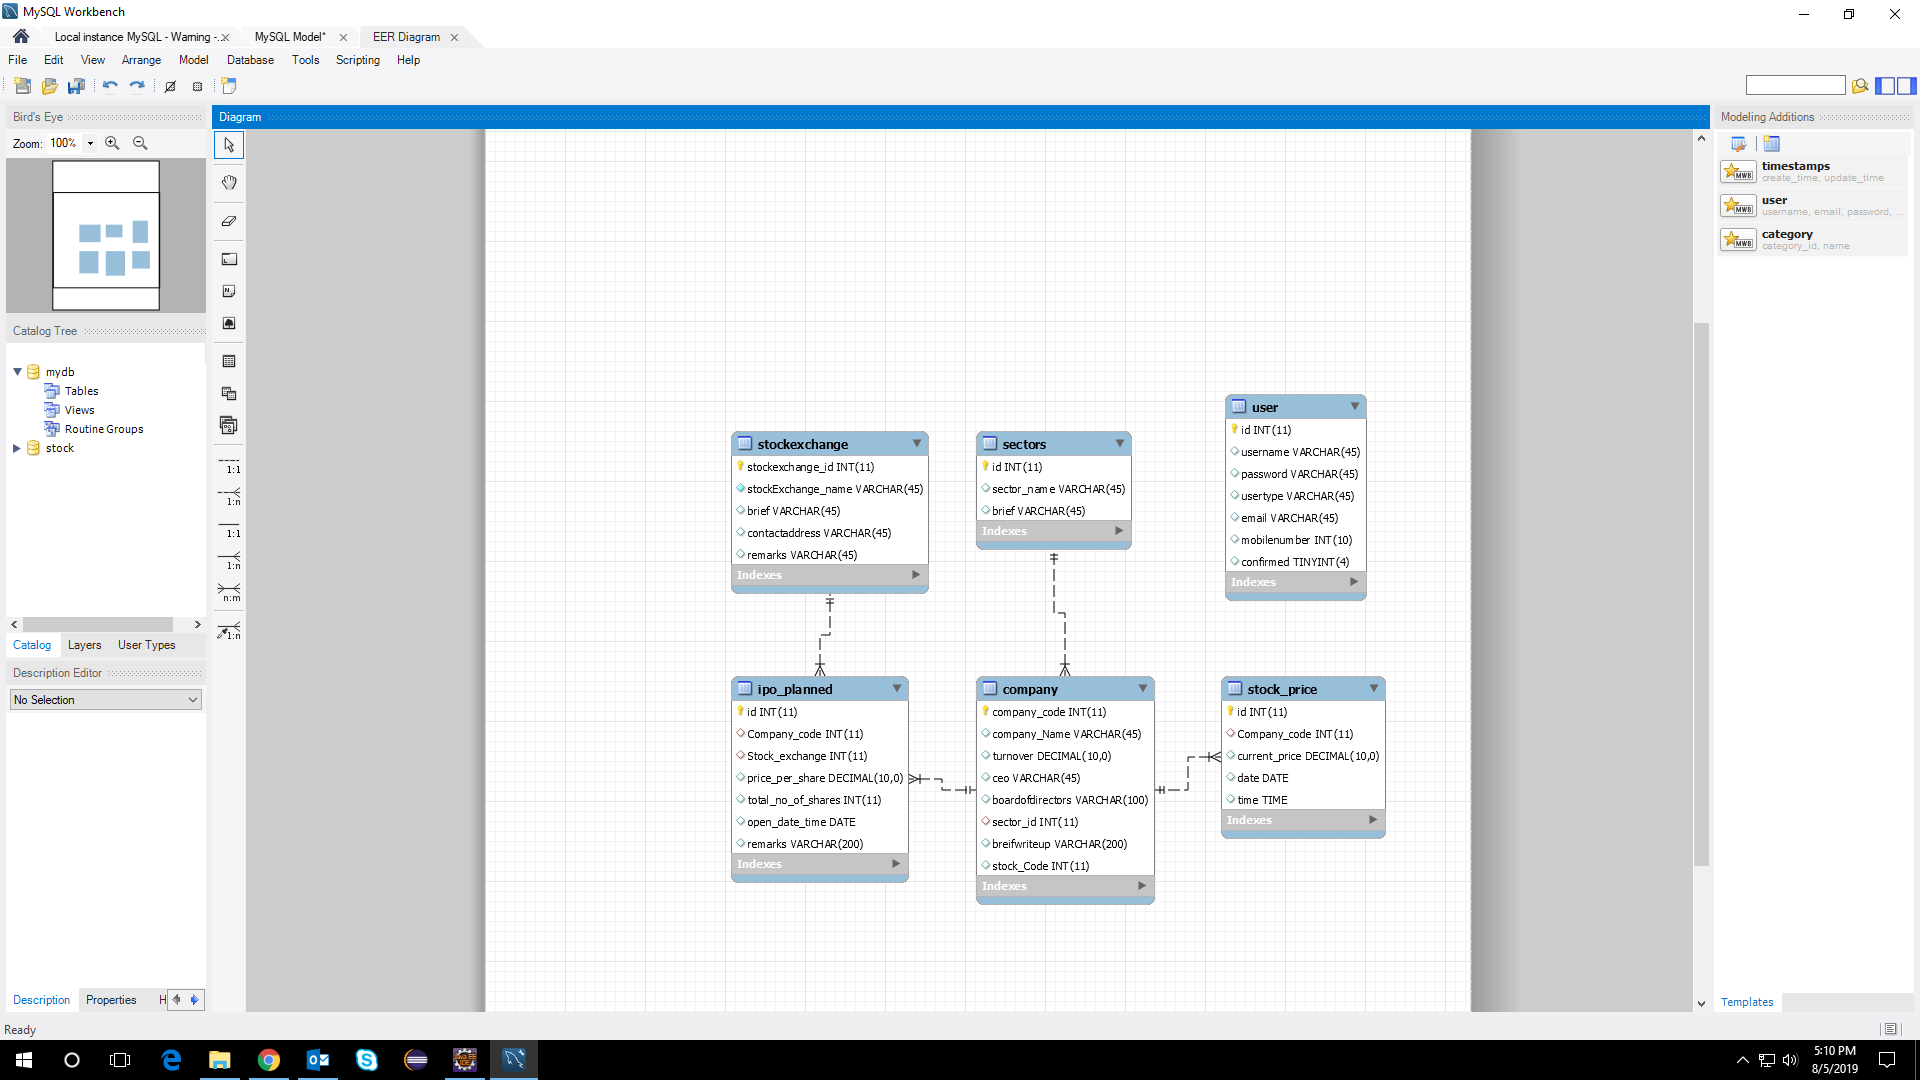 MySQL Workbench
Local instance MySQL - Warning -...
MySQL Model*
EER Diagram
File Edit View Arrange Model Database Tools Scripting Help
Bird's Eye
Zoom: 100%
Catalog Tree
mydb
Tables
Views
Routine Groups
stock
Catalog Layers User Types
Description Editor
No Selection
Description Properties H
Ready
Diagram
1:1
1:n
1:1
1:n
n:m
1:n
stockexchange
stockexchange_id INT(11)
stockExchange_name VARCHAR(45)
brief VARCHAR(45)
contactaddress VARCHAR(45)
remarks VARCHAR(45)
Indexes
sectors
id INT(11)
sector_name VARCHAR(45)
brief VARCHAR(45)
Indexes
user
id INT(11)
username VARCHAR(45)
password VARCHAR(45)
usertype VARCHAR(45)
email VARCHAR(45)
mobilenumber INT(10)
confirmed TINYINT(4)
Indexes
ipo_planned
id INT(11)
Company_code INT(11)
Stock_exchange INT(11)
price_per_share DECIMAL(10,0)
total_no_of_shares INT(11)
open_date_time DATE
remarks VARCHAR(200)
Indexes
company
company_code INT(11)
company_Name VARCHAR(45)
turnover DECIMAL(10,0)
ceo VARCHAR(45)
boardofdirectors VARCHAR(100)
sector_id INT(11)
breifwriteup VARCHAR(200)
stock_Code INT(11)
Indexes
stock_price
id INT(11)
Company_code INT(11)
current_price DECIMAL(10,0)
date DATE
time TIME
Indexes
Modeling Additions
MWB
timestamps
create_time, update_time
MWB
user
username, email, password, ...
MWB
category
category_id, name
Templates
5:10 PM
8/5/2019